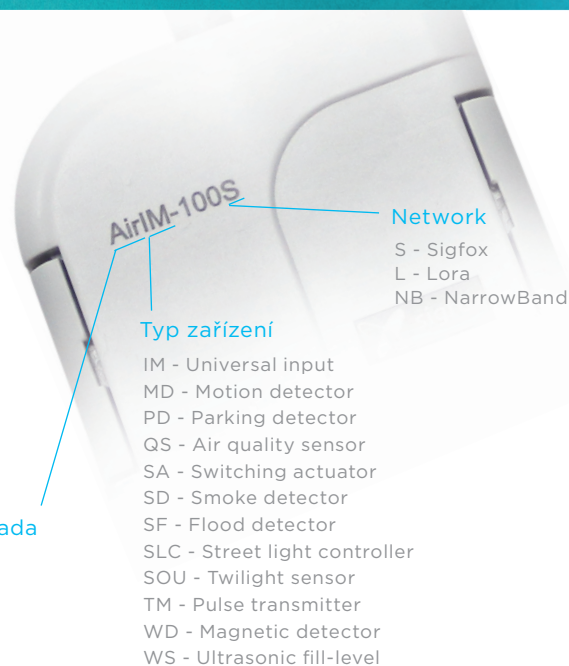 AirIM-100S
Network
S - Sigfox
L - Lora
NB - NarrowBand
Typ zařízení
IM - Universal input
MD - Motion detector
PD - Parking detector
QS - Air quality sensor
SA - Switching actuator
SD - Smoke detector
SF - Flood detector
SLC - Street light controller
SOU - Twilight sensor
TM - Pulse transmitter
WD - Magnetic detector
WS - Ultrasonic fill-level